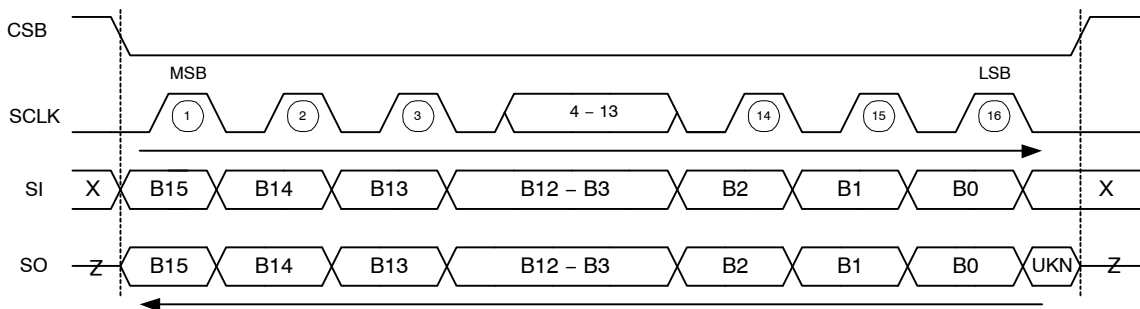 CSB
MSB LSB
SCLK 1 2 3 4 – 13 14 15 16
SI X B15 B14 B13 B12 – B3 B2 B1 B0 X
SO Z B15 B14 B13 B12 – B3 B2 B1 B0 UKN Z